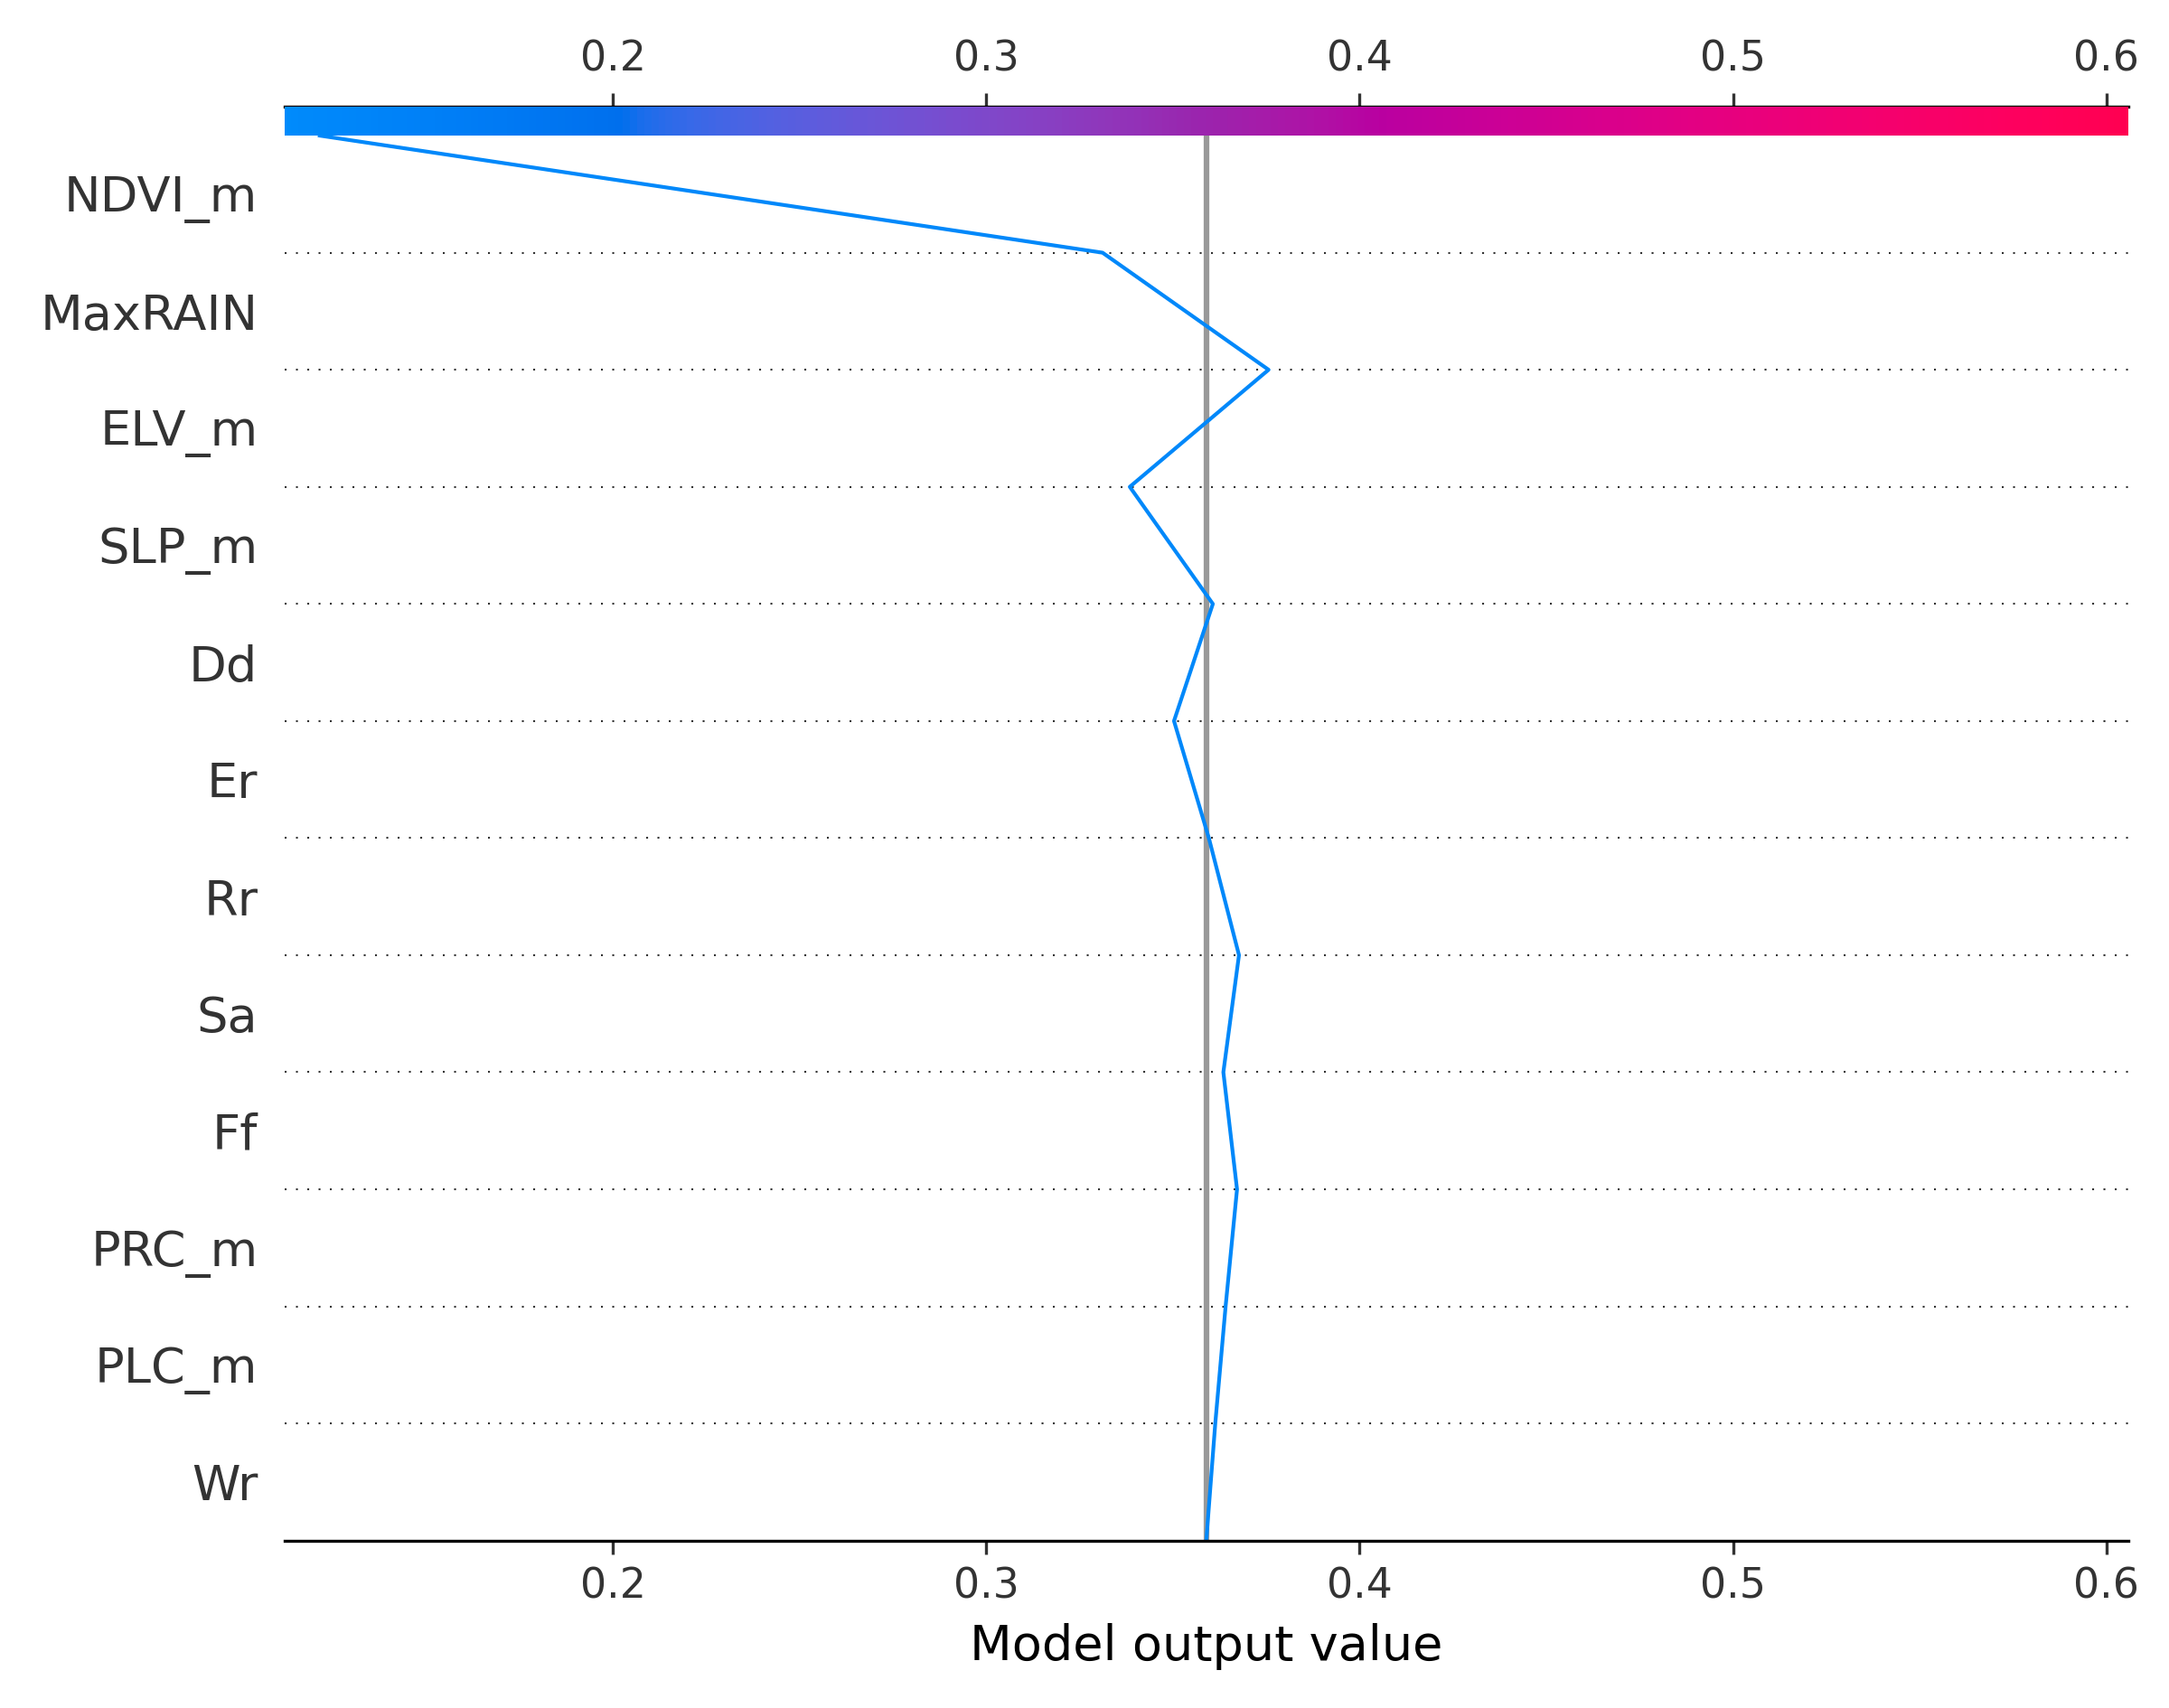 0.2 0.3 0.4 0.5 0.6
NDVI_m
MaxRAIN
ELV_m
SLP_m
Dd
Er
Rr
Sa
Ff
PRC_m
PLC_m
Wr
0.2 0.3 0.4 0.5 0.6
Model output value